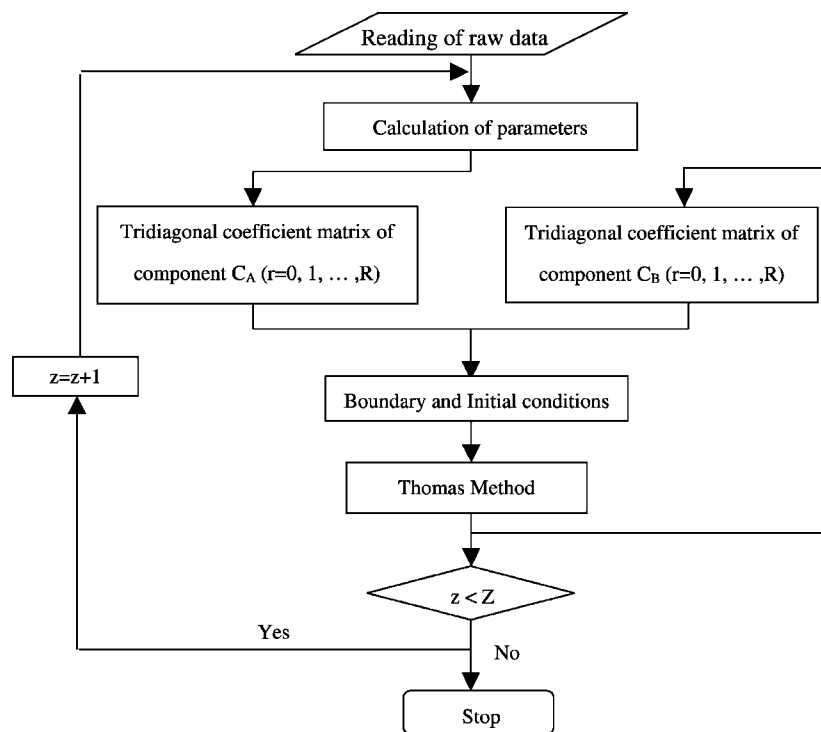 Reading of raw data
Calculation of parameters
Tridiagonal coefficient matrix of
component C_A (r=0, 1, … ,R)
Tridiagonal coefficient matrix of
component C_B (r=0, 1, … ,R)
z=z+1
Boundary and Initial conditions
Thomas Method
z < Z
Yes
No
Stop